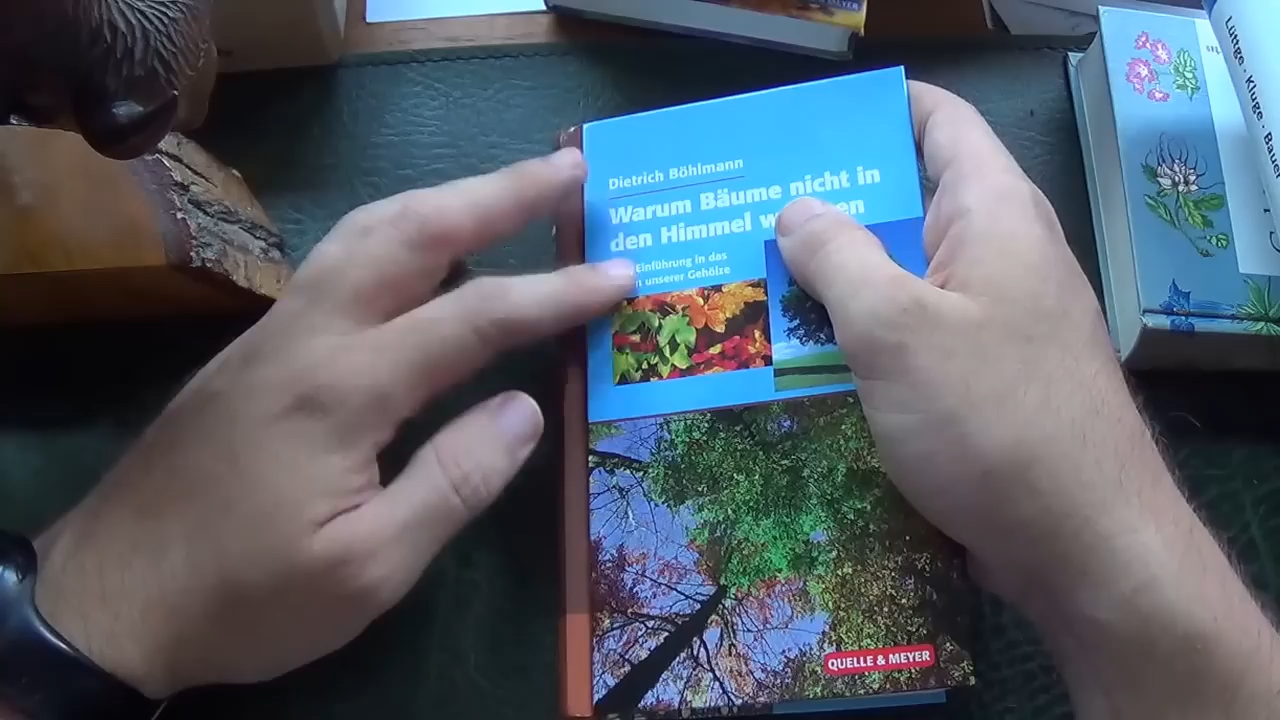 Dietrich Böhlmann
Warum Bäume nicht in
den Himmel
Einführung in das
unserer Gehölze
QUELLE & MEYER
Lüttge · Kluge · Bauer